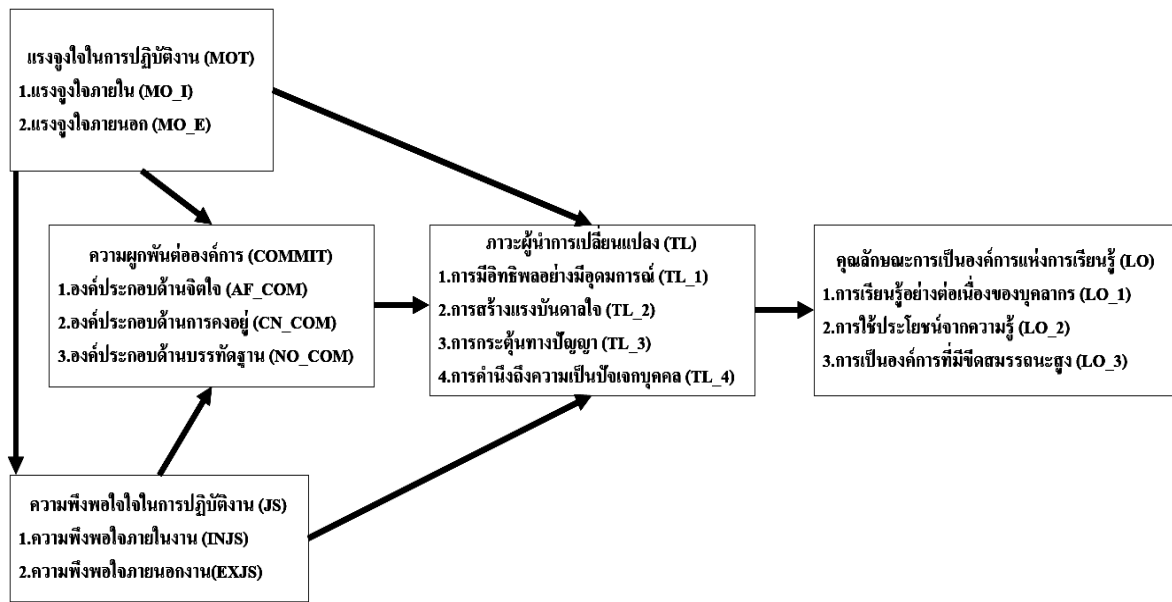 แรงจูงใจในการปฏิบัติงาน (MOT)
1.แรงจูงใจภายใน (MO_I)
2.แรงจูงใจภายนอก (MO_E)
ความผูกพันต่อองค์การ (COMMIT)
1.องค์ประกอบด้านจิตใจ (AF_COM)
2.องค์ประกอบด้านการคงอยู่ (CN_COM)
3.องค์ประกอบด้านบรรทัดฐาน (NO_COM)
ภาวะผู้นำการเปลี่ยนแปลง (TL)
1.การมีอิทธิพลอย่างมีอุดมการณ์ (TL_1)
2.การสร้างแรงบันดาลใจ (TL_2)
3.การกระตุ้นทางปัญญา (TL_3)
4.การคำนึงถึงความเป็นปัจเจกบุคคล (TL_4)
คุณลักษณะการเป็นองค์การแห่งการเรียนรู้ (LO)
1.การเรียนรู้อย่างต่อเนื่องของบุคลากร (LO_1)
2.การใช้ประโยชน์จากความรู้ (LO_2)
3.การเป็นองค์การที่มีขีดสมรรถนะสูง (LO_3)
ความพึงพอใจใจในการปฏิบัติงาน (JS)
1.ความพึงพอใจภายในงาน (INJS)
2.ความพึงพอใจภายนอกงาน(EXJS)